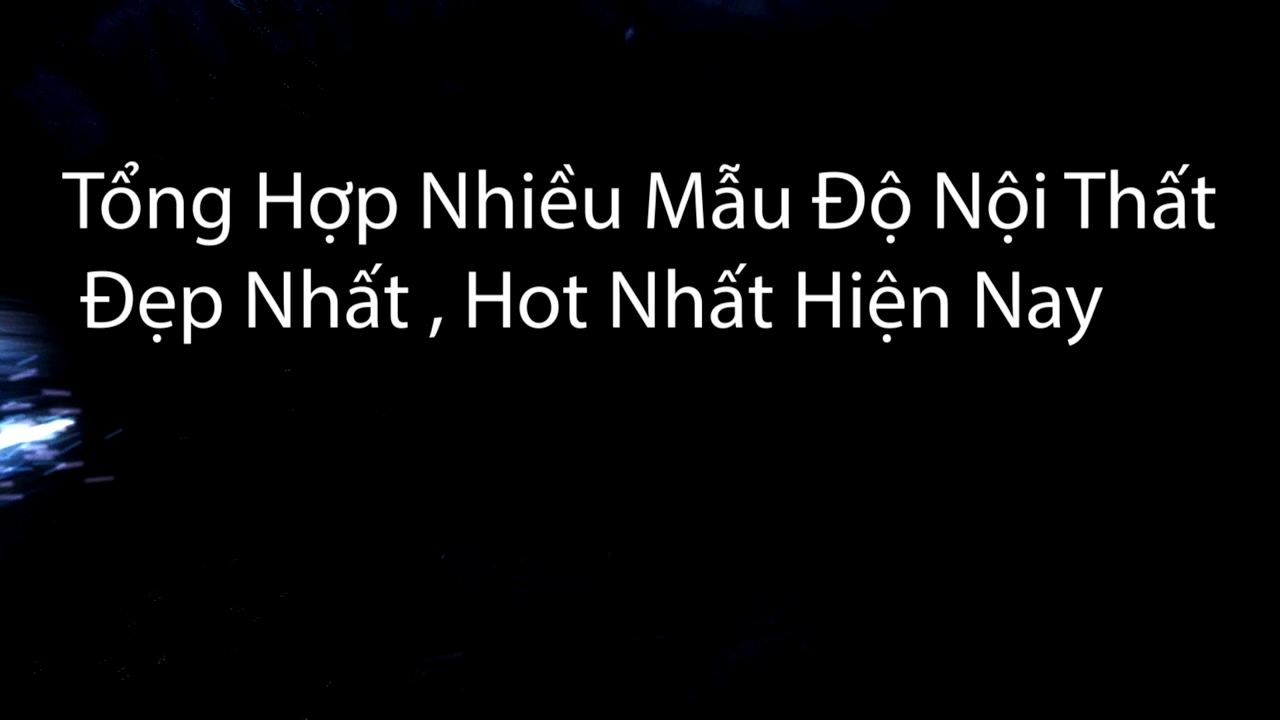 Tổng Hợp Nhiều Mẫu Độ Nội Thất
Đẹp Nhất , Hot Nhất Hiện Nay